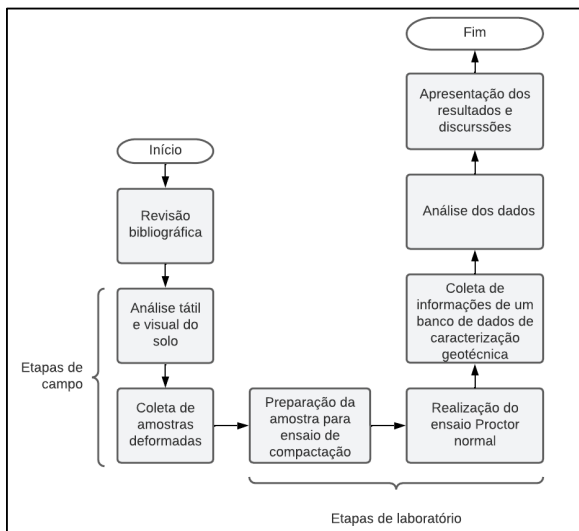 Início
Revisão
bibliográfica
Análise tátil
e visual do
solo
Etapas de
campo
Coleta de
amostras
deformadas
Preparação da
amostra para
ensaio de
compactação
Realização do
ensaio Proctor
normal
Etapas de laboratório
Coleta de
informações de um
banco de dados de
caracterização
geotécnica
Análise dos dados
Apresentação dos
resultados e
discurssões
Fim